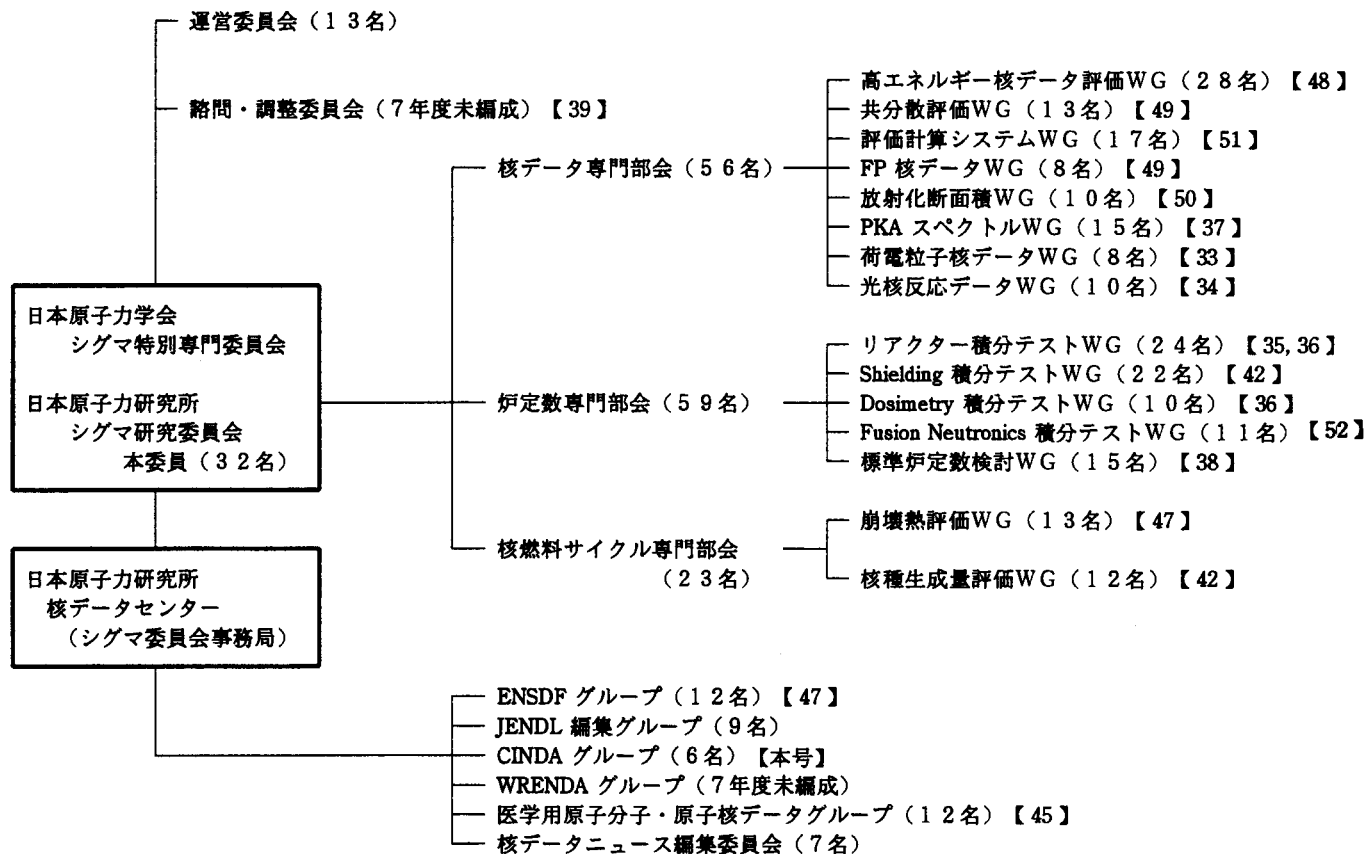 運営委員会（１３名）
諮問・調整委員会（７年度未編成）【39】
日本原子力学会
シグマ特別専門委員会
日本原子力研究所
シグマ研究委員会
本委員（３２名）
日本原子力研究所
核データセンター
（シグマ委員会事務局）
核データ専門部会（５６名）
高エネルギー核データ評価ＷＧ（２８名）【48】
共分散評価ＷＧ（１３名）【49】
評価計算システムＷＧ（１７名）【51】
FP 核データＷＧ（８名）【49】
放射化断面積ＷＧ（１０名）【50】
PKA スペクトルＷＧ（１５名）【37】
荷電粒子核データＷＧ（８名）【33】
光核反応データＷＧ（１０名）【34】
炉定数専門部会（５９名）
リアクター積分テストＷＧ（２４名）【35, 36】
Shielding 積分テストＷＧ（２２名）【42】
Dosimetry 積分テストＷＧ（１０名）【36】
Fusion Neutronics 積分テストＷＧ（１１名）【52】
標準炉定数検討ＷＧ（１５名）【38】
核燃料サイクル専門部会
（２３名）
崩壊熱評価ＷＧ（１３名）【47】
核種生成量評価ＷＧ（１２名）【42】
ENSDF グループ（１２名）【47】
JENDL 編集グループ（９名）
CINDA グループ（６名）【本号】
WRENDA グループ（７年度未編成）
医学用原子分子・原子核データグループ（１２名）【45】
核データニュース編集委員会（７名）